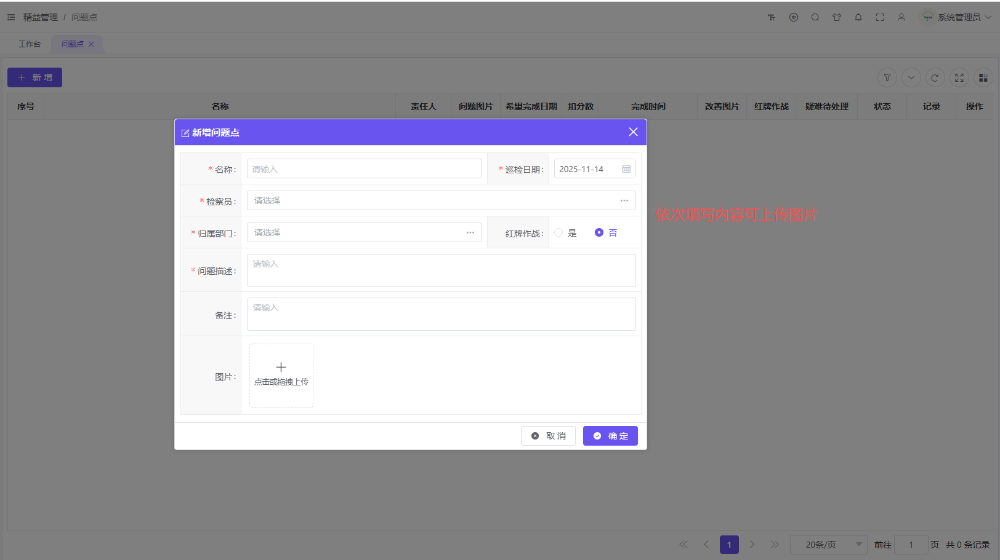 精益管理 / 问题点
系统管理员
工作台 问题点
新增
序号 名称 责任人 问题图片 希望完成日期 扣分数 完成时间 改善图片 红牌作战 疑难待处理 状态 记录 操作
新增问题点
* 名称: 请输入 * 巡检日期: 2025-11-14
* 检察员: 请选择
依次填写内容可上传图片
* 归属部门: 请选择 红牌作战: 是 否
* 问题描述: 请输入
备注: 请输入
图片: 点击或拖拽上传
取消 确定
1 20条/页 前往 1 页 共 0 条记录